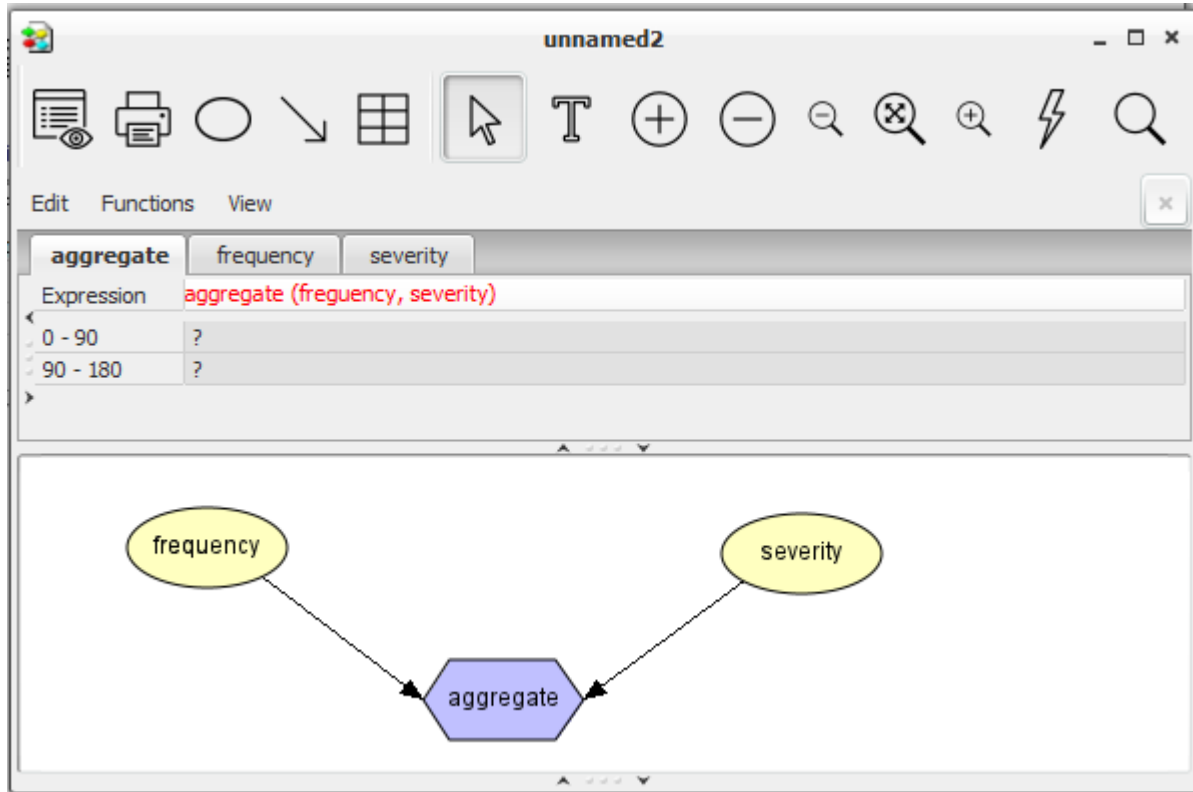 unnamed2
T
Edit Functions View
aggregate frequency severity
Expression aggregate (freguency, severity)
0 - 90 ?
90 - 180 ?
frequency
severity
aggregate